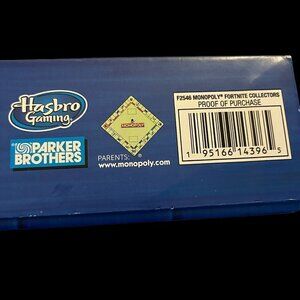 Hasbro
Gaming
PARKER
BROTHERS
MONOPOLY
PARENTS:
www.monopoly.com
F2546 MONOPOLY® FORTNITE COLLECTORS
PROOF OF PURCHASE
1 95166 14396 5